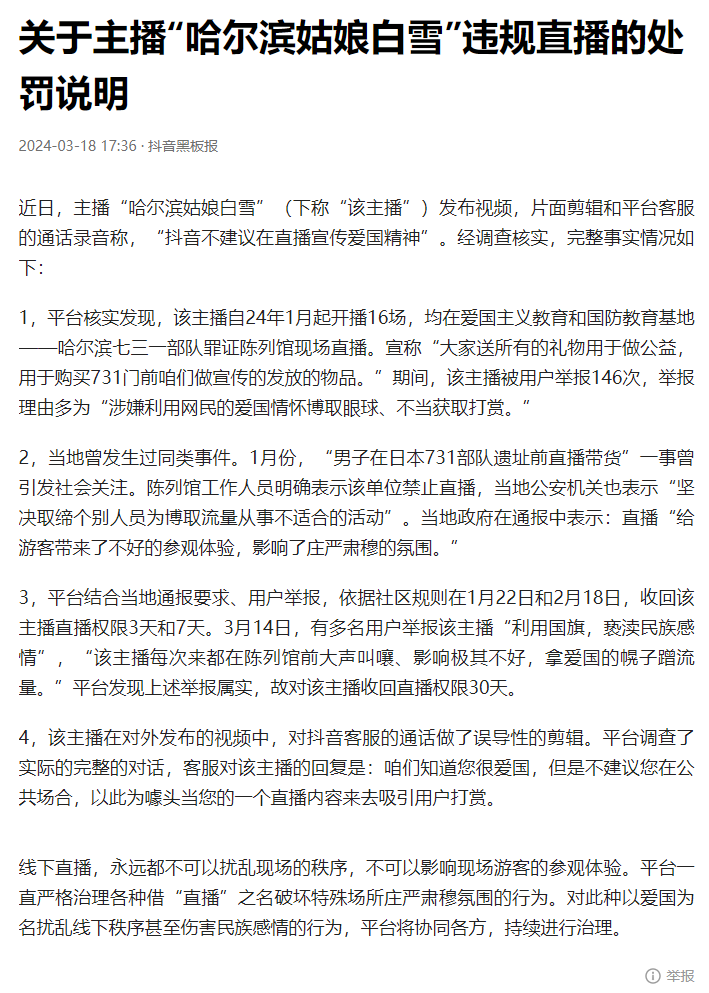 关于主播“哈尔滨姑娘白雪”违规直播的处
罚说明
2024-03-18 17:36 · 抖音黑板报
近日，主播“哈尔滨姑娘白雪”（下称“该主播”）发布视频，片面剪辑和平台客服
的通话录音称，“抖音不建议在直播宣传爱国精神”。经调查核实，完整事实情况如
下：
1，平台核实发现，该主播自24年1月起开播16场，均在爱国主义教育和国防教育基地
——哈尔滨七三一部队罪证陈列馆现场直播。宣称“大家送所有的礼物用于做公益，
用于购买731门前咱们做宣传的发放的物品。”期间，该主播被用户举报146次，举报
理由多为“涉嫌利用网民的爱国情怀博取眼球、不当获取打赏。”
2，当地曾发生过同类事件。1月份，“男子在日本731部队遗址前直播带货”一事曾
引发社会关注。陈列馆工作人员明确表示该单位禁止直播，当地公安机关也表示“坚
决取缔个别人员为博取流量从事不适合的活动”。当地政府在通报中表示：直播“给
游客带来了不好的参观体验，影响了庄严肃穆的氛围。”
3，平台结合当地通报要求、用户举报，依据社区规则在1月22日和2月18日，收回该
主播直播权限3天和7天。3月14日，有多名用户举报该主播“利用国旗，亵渎民族感
情”，“该主播每次来都在陈列馆前大声叫嚷、影响极其不好，拿爱国的幌子蹭流
量。”平台发现上述举报属实，故对该主播收回直播权限30天。
4，该主播在对外发布的视频中，对抖音客服的通话做了误导性的剪辑。平台调查了
实际的完整的对话，客服对该主播的回复是：咱们知道您很爱国，但是不建议您在公
共场合，以此为噱头当您的一个直播内容来去吸引用户打赏。
线下直播，永远都不可以扰乱现场的秩序，不可以影响现场游客的参观体验。平台一
直严格治理各种借“直播”之名破坏特殊场所庄严肃穆氛围的行为。对此种以爱国为
名扰乱线下秩序甚至伤害民族感情的行为，平台将协同各方，持续进行治理。
举报